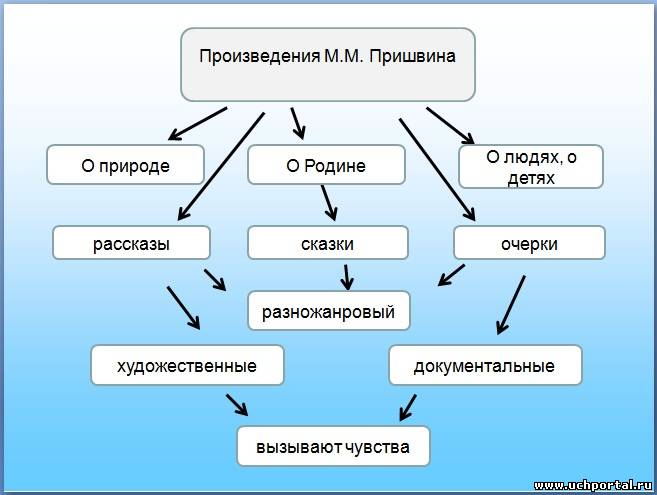 Произведения М.М. Пришвина
О природе
О Родине
О людях, о
детях
рассказы
сказки
очерки
разножанровый
художественные
документальные
вызывают чувства
www.uchportal.ru